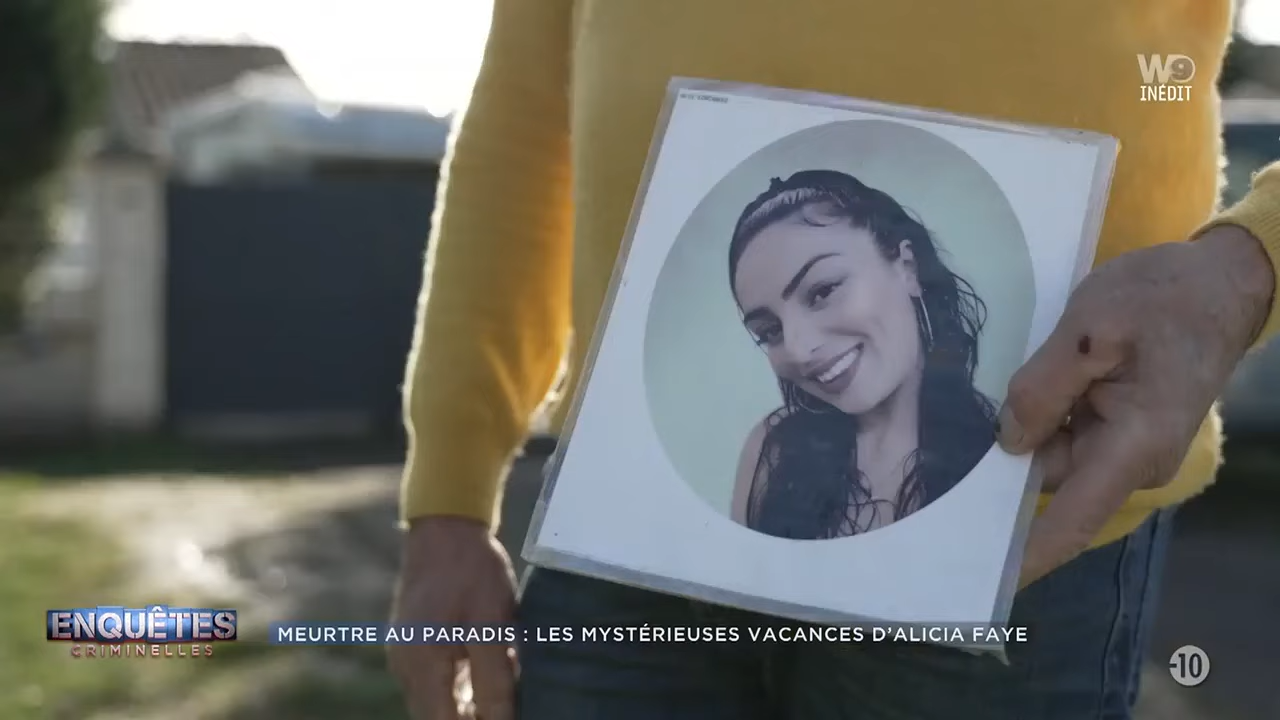 W9
INÉDIT
ENQUÊTES
CRIMINELLES
MEURTRE AU PARADIS : LES MYSTÉRIEUSES VACANCES D'ALICIA FAYE
-10